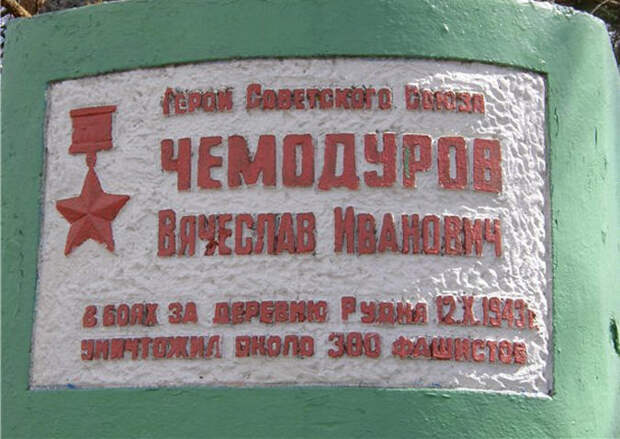 Герой Советского Союза
ЧЕМОДУРОВ
Вячеслав Иванович
В боях за деревню Рудня 12.X.1943г.
уничтожил около 300 фашистов